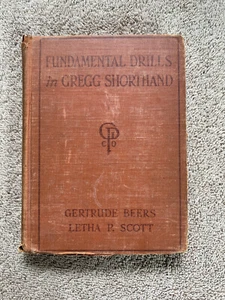 FUNDAMENTAL DRILLS
in GREGG SHORTHAND
GERTRUDE BEERS
LETHA P. SCOTT